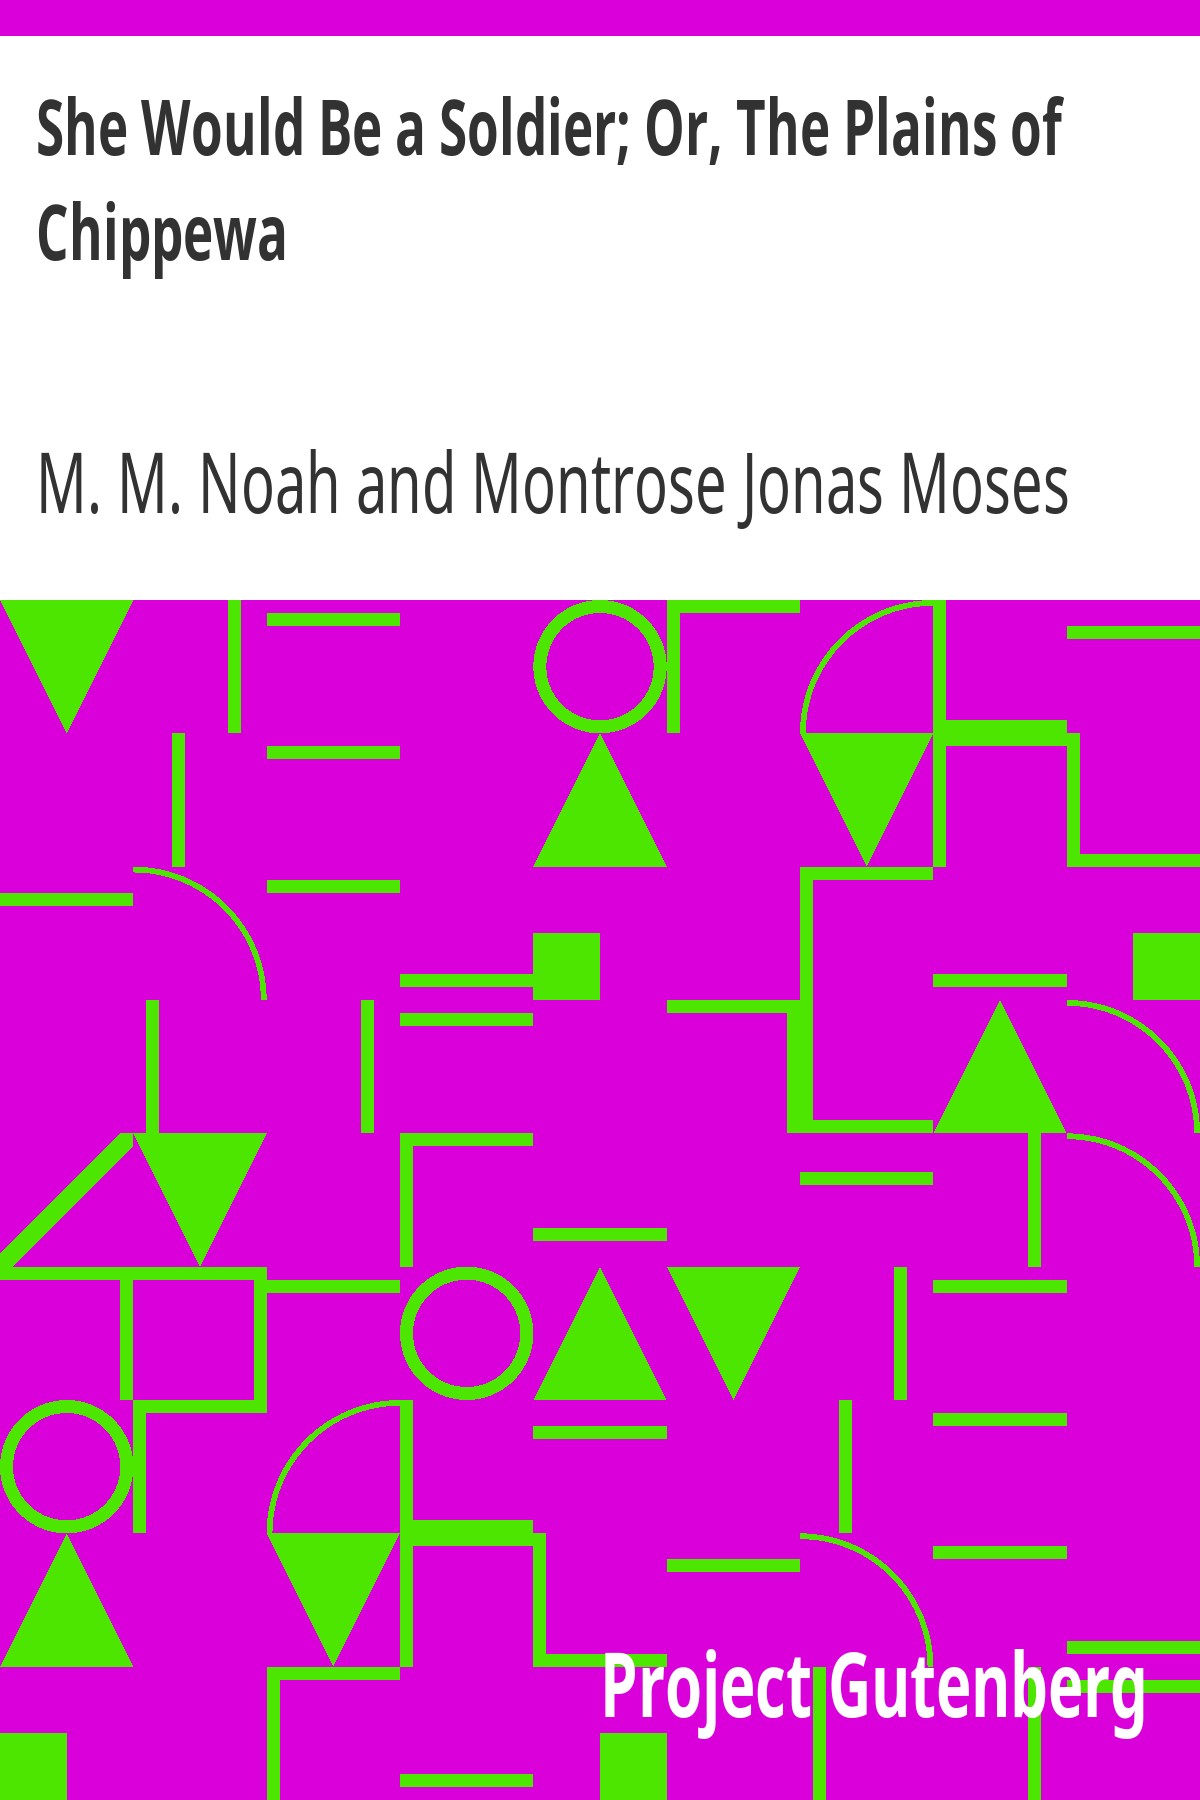 She Would Be a Soldier; Or, The Plains of
Chippewa
M. M. Noah and Montrose Jonas Moses
Project Gutenberg